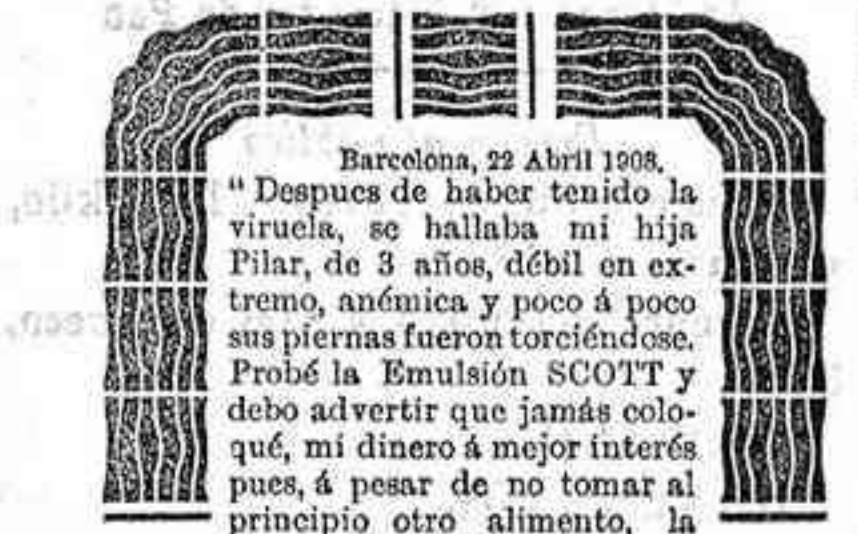 Barcelona, 22 Abril 1908.
“ Despues de haber tenido la
viruela, se hallaba mi hija
Pilar, de 3 años, débil en ex-
tremo, anémica y poco á poco
sus piernas fueron torciéndose.
Probé la Emulsión SCOTT y
debo advertir que jamás colo-
qué, mi dinero á mejor interés
pues, á pesar de no tomar al
principio otro alimento, la